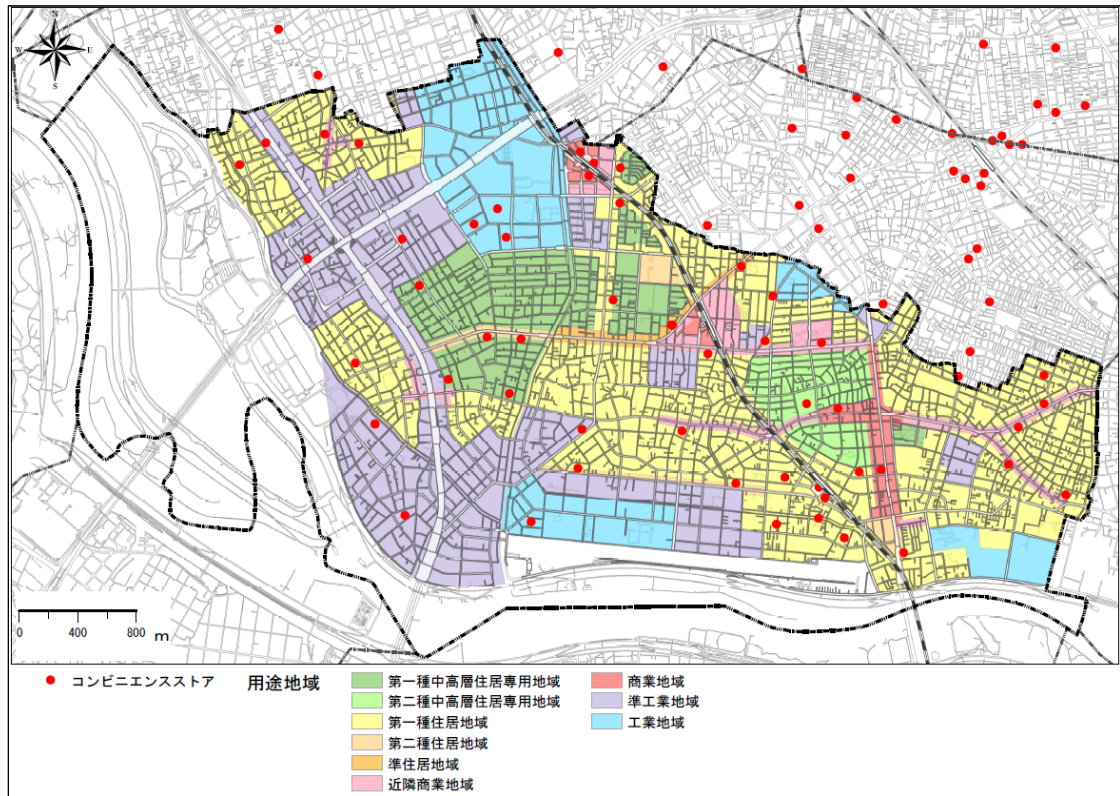 N
W E
S
0 400 800 m
コンビニエンスストア
用途地域
第一種中高層住居専用地域
第二種中高層住居専用地域
第一種住居地域
第二種住居地域
準住居地域
近隣商業地域
商業地域
準工業地域
工業地域